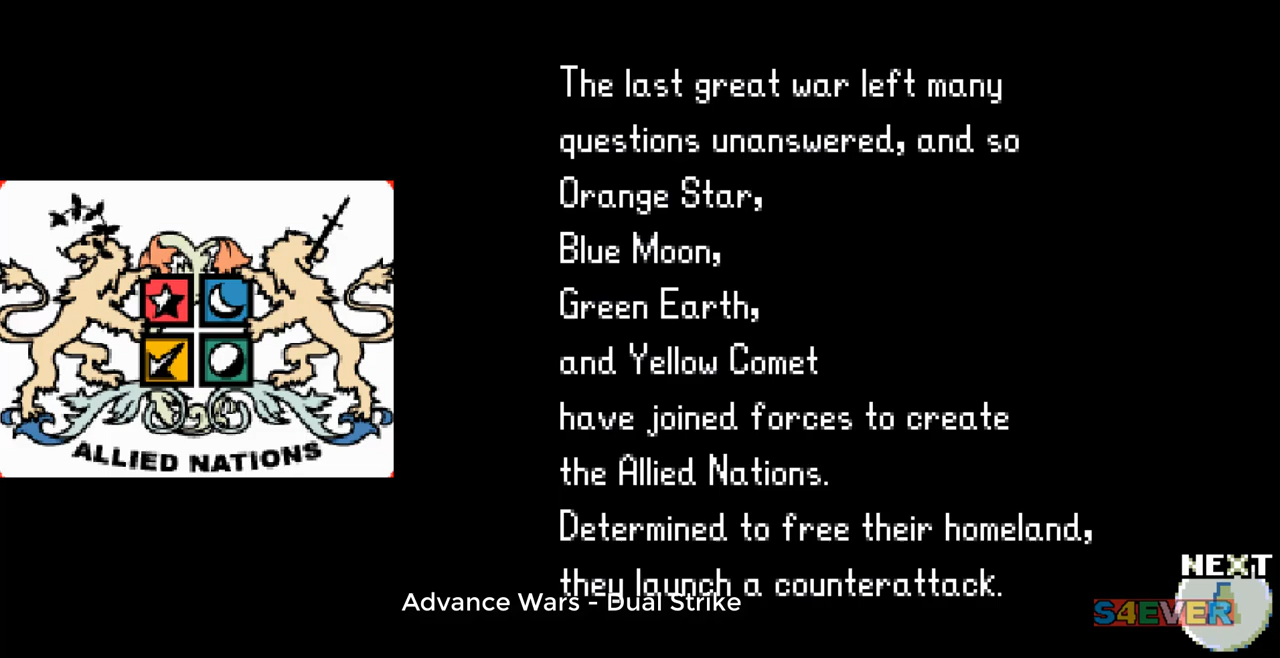 The last great war left many
questions unanswered, and so
Orange Star,
Blue Moon,
Green Earth,
and Yellow Comet
have joined forces to create
the Allied Nations.
Determined to free their homeland,
they launch a counterattack.
ALLIED NATIONS
Advance Wars - Dual Strike
NEXT
S4EVER